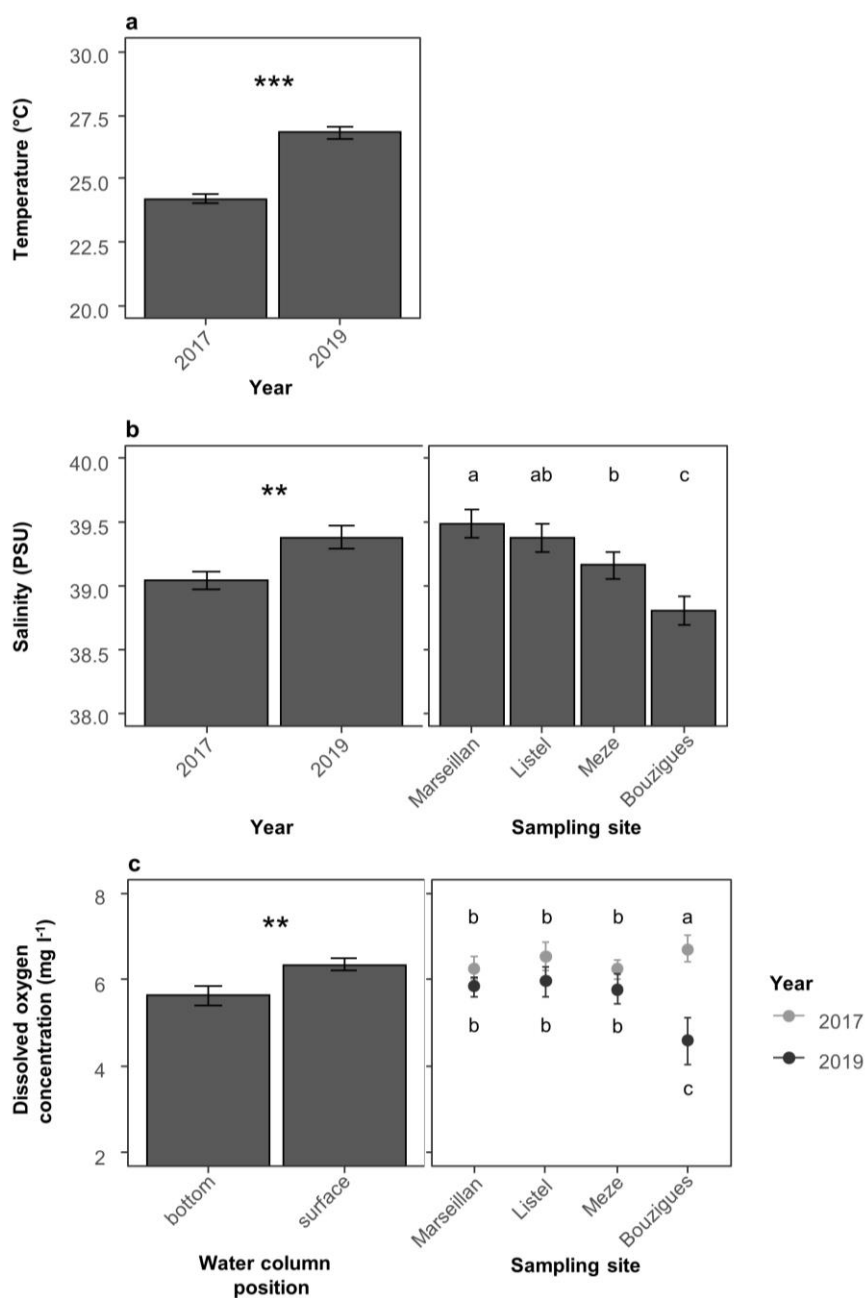 a
Temperature (°C)
30.0
27.5
25.0
22.5
20.0
***
2017
2019
Year
b
Salinity (PSU)
40.0
39.5
39.0
38.5
38.0
**
2017
2019
Year
a
ab
b
c
Marseillan
Listel
Meze
Bouzigues
Sampling site
c
Dissolved oxygen
concentration (mg l-1)
8
6
4
2
**
bottom
surface
Water column
position
b
b
b
a
b
b
b
c
Marseillan
Listel
Meze
Bouzigues
Sampling site
Year
2017
2019